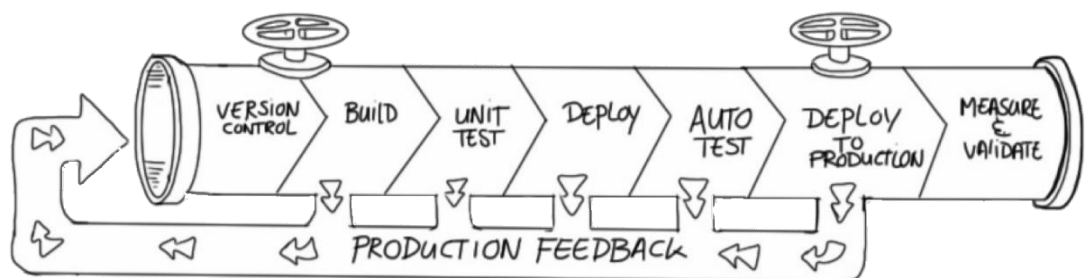 VERSION
CONTROL
BUILD
UNIT
TEST
DEPLOY
AUTO
TEST
DEPLOY
TO
PRODUCTION
MEASURE
&
VALIDATE
PRODUCTION FEEDBACK